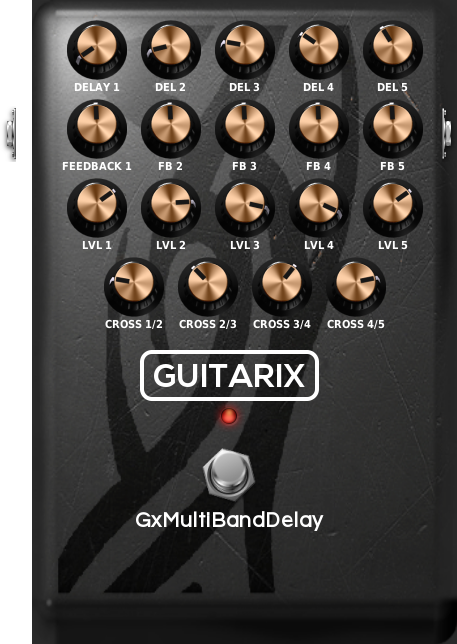 DELAY 1 DEL 2 DEL 3 DEL 4 DEL 5
FEEDBACK 1 FB 2 FB 3 FB 4 FB 5
LVL 1 LVL 2 LVL 3 LVL 4 LVL 5
CROSS 1/2 CROSS 2/3 CROSS 3/4 CROSS 4/5
GUITARIX
GxMultiBandDelay